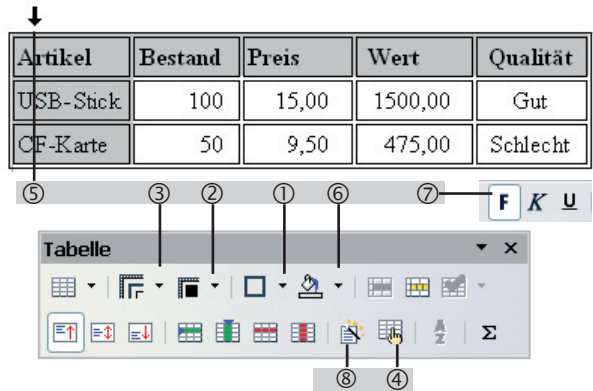 Artikel Bestand Preis Wert Qualität
USB-Stick 100 15,00 1500,00 Gut
CF-Karte 50 9,50 475,00 Schlecht
⑤ ③ ② ① ⑥ ⑦ F K U
Tabelle
A Z Σ
⑧ ④